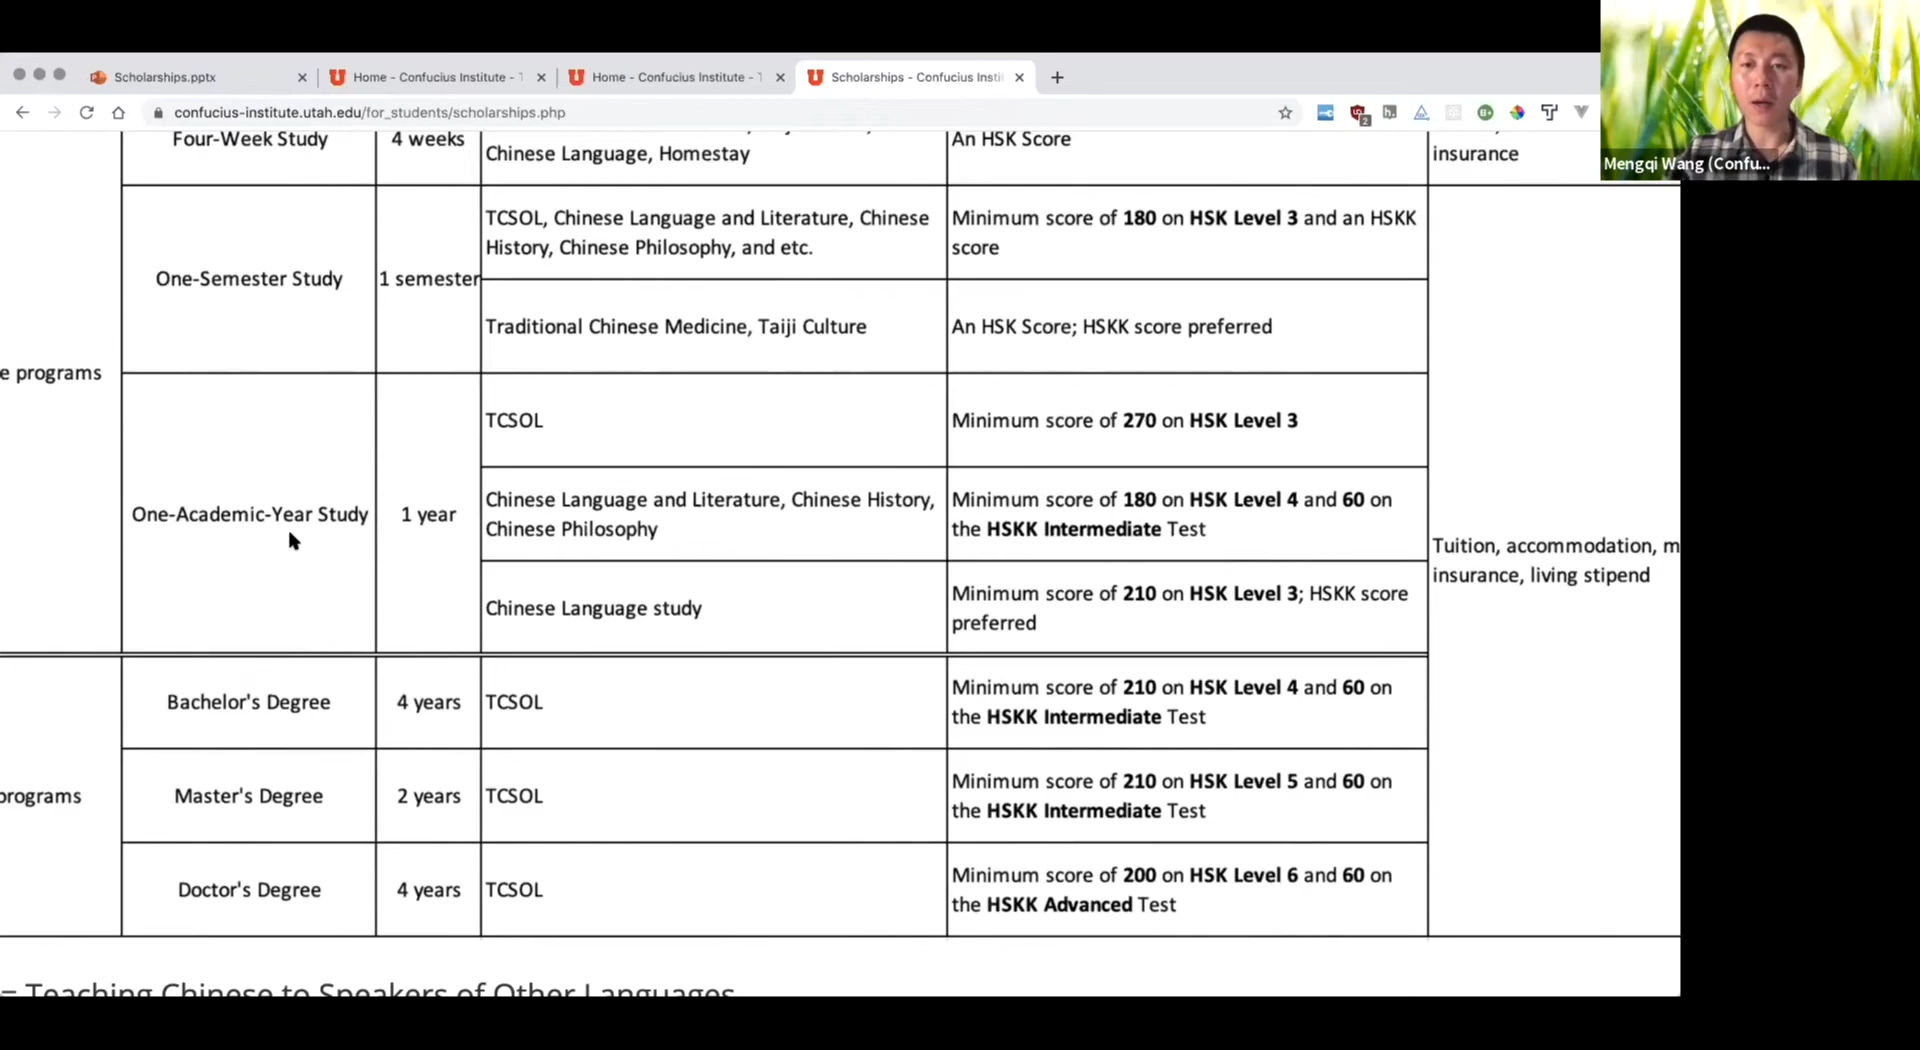 Scholarships.pptx
Home - Confucius Institute - T
Home - Confucius Institute - T
Scholarships - Confucius Insti
confucius-institute.utah.edu/for_students/scholarships.php
2
Mengqi Wang (Confu...
Four-Week Study
4 weeks
Chinese Language, Homestay
An HSK Score
insurance
e programs
One-Semester Study
1 semester
TCSOL, Chinese Language and Literature, Chinese
History, Chinese Philosophy, and etc.
Minimum score of 180 on HSK Level 3 and an HSKK
score
Traditional Chinese Medicine, Taiji Culture
An HSK Score; HSKK score preferred
One-Academic-Year Study
1 year
TCSOL
Minimum score of 270 on HSK Level 3
Chinese Language and Literature, Chinese History,
Chinese Philosophy
Minimum score of 180 on HSK Level 4 and 60 on
the HSKK Intermediate Test
Chinese Language study
Minimum score of 210 on HSK Level 3; HSKK score
preferred
Tuition, accommodation, m
insurance, living stipend
programs
Bachelor's Degree
4 years
TCSOL
Minimum score of 210 on HSK Level 4 and 60 on
the HSKK Intermediate Test
Master's Degree
2 years
TCSOL
Minimum score of 210 on HSK Level 5 and 60 on
the HSKK Intermediate Test
Doctor's Degree
4 years
TCSOL
Minimum score of 200 on HSK Level 6 and 60 on
the HSKK Advanced Test
= Teaching Chinese to Speakers of Other Languages